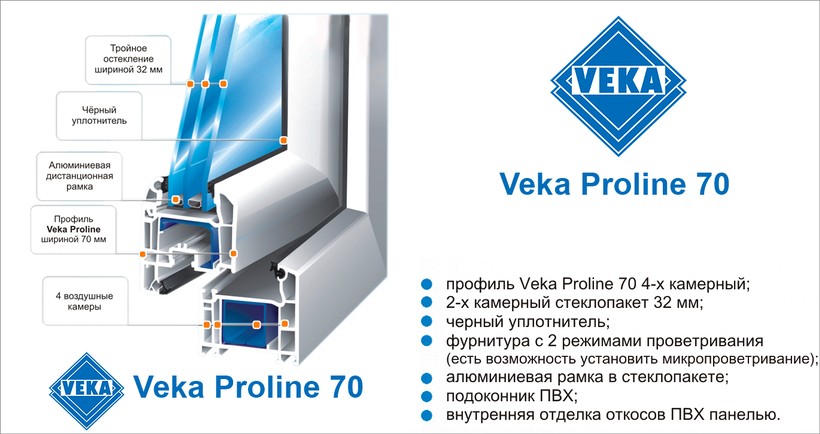 Тройное
остекление
шириной 32 мм
Чёрный
уплотнитель
Алюминиевая
дистанционная
рамка
Профиль
Veka Proline
шириной 70 мм
4 воздушные
камеры
VEKA
Veka Proline 70
VEKA
Veka Proline 70
профиль Veka Proline 70 4-х камерный;
2-х камерный стеклопакет 32 мм;
черный уплотнитель;
фурнитура с 2 режимами проветривания
(есть возможность установить микропроветривание);
алюминиевая рамка в стеклопакете;
подоконник ПВХ;
внутренняя отделка откосов ПВХ панелью.